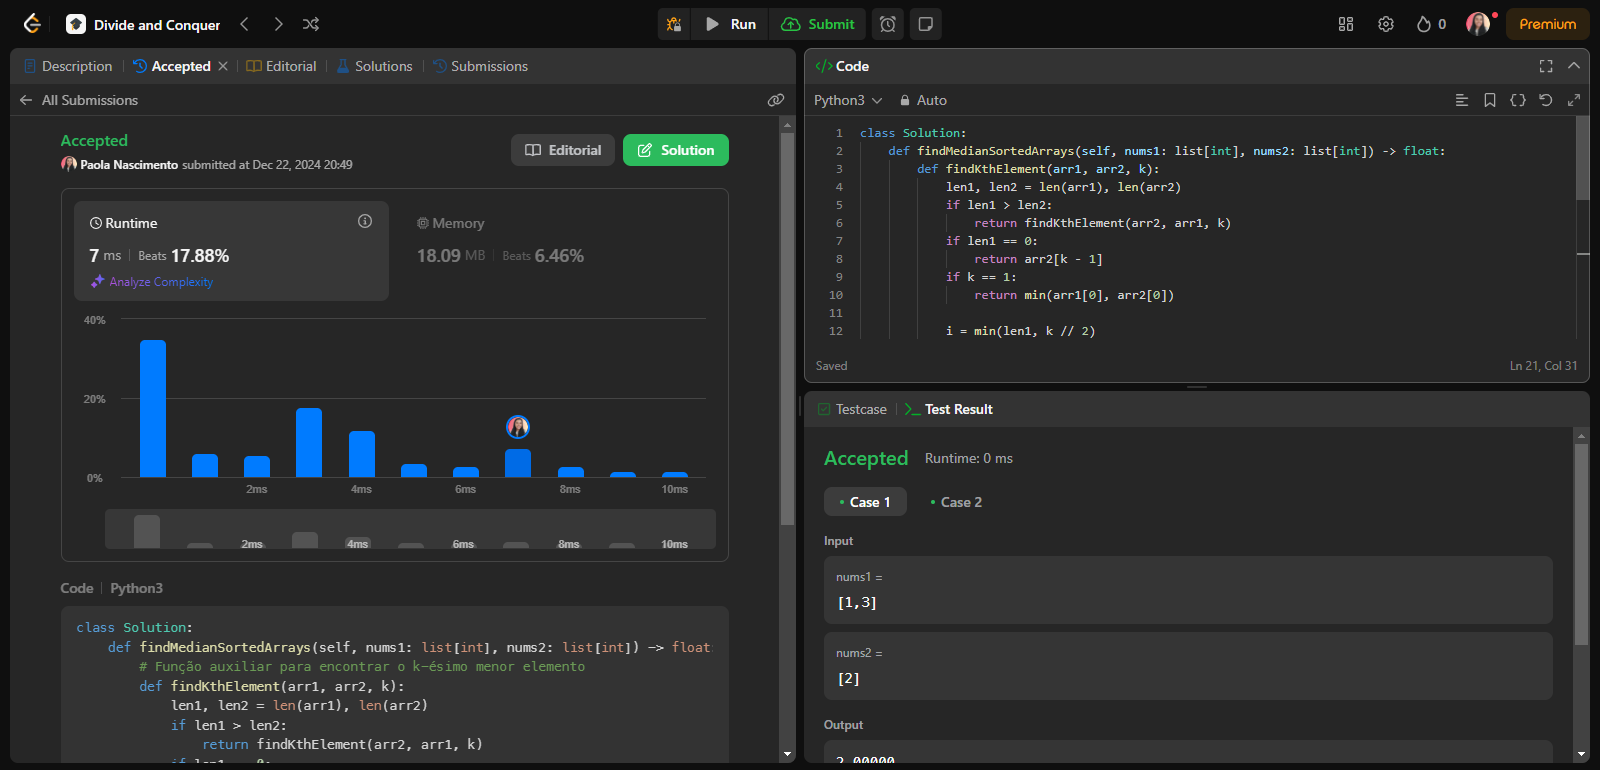 Divide and Conquer
Run
Submit
0
Premium
Description
Accepted
Editorial
Solutions
Submissions
All Submissions
Accepted
Paola Nascimento submitted at Dec 22, 2024 20:49
Editorial
Solution
Runtime
7 ms
Beats 17.88%
Analyze Complexity
Memory
18.09 MB
Beats 6.46%
40%
20%
0%
2ms 4ms 6ms 8ms 10ms
2ms 4ms 6ms 8ms 10ms
Code
Python3
class Solution:
def findMedianSortedArrays(self, nums1: list[int], nums2: list[int]) -> float:
# Função auxiliar para encontrar o k-ésimo menor elemento
def findKthElement(arr1, arr2, k):
len1, len2 = len(arr1), len(arr2)
if len1 > len2:
return findKthElement(arr2, arr1, k)
Code
Python3
Auto
1 class Solution:
2 def findMedianSortedArrays(self, nums1: list[int], nums2: list[int]) -> float:
3 def findKthElement(arr1, arr2, k):
4 len1, len2 = len(arr1), len(arr2)
5 if len1 > len2:
6 return findKthElement(arr2, arr1, k)
7 if len1 == 0:
8 return arr2[k - 1]
9 if k == 1:
10 return min(arr1[0], arr2[0])
11
12 i = min(len1, k // 2)
Saved
Ln 21, Col 31
Testcase
Test Result
Accepted
Runtime: 0 ms
Case 1
Case 2
Input
nums1 =
[1,3]
nums2 =
[2]
Output
2.00000